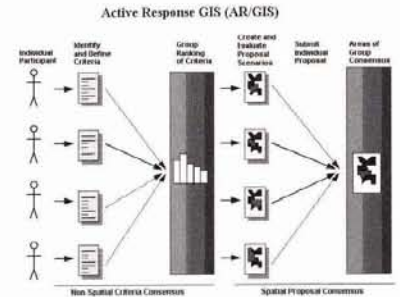 Active Response GIS (AR/GIS)
Individual
Participant
Identify
and Define
Criteria
Group
Ranking
of Criteria
Create and
Evaluate
Proposal
Scenarios
Submit
Individual
Proposal
Areas of
Group
Consensus
Non Spatial Criteria Consensus
Spatial Proposal Consensus